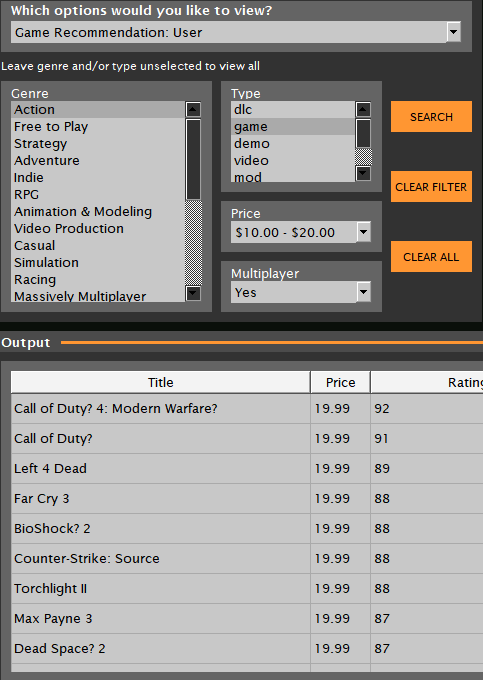 Which options would you like to view?
Game Recommendation: User
Leave genre and/or type unselected to view all
Genre
Action
Free to Play
Strategy
Adventure
Indie
RPG
Animation & Modeling
Video Production
Casual
Simulation
Racing
Massively Multiplayer
Type
dlc
game
demo
video
mod
Price
$10.00 - $20.00
Multiplayer
Yes
SEARCH
CLEAR FILTER
CLEAR ALL
Output
Title Price Rating
Call of Duty? 4: Modern Warfare? 19.99 92
Call of Duty? 19.99 91
Left 4 Dead 19.99 89
Far Cry 3 19.99 88
BioShock? 2 19.99 88
Counter-Strike: Source 19.99 88
Torchlight II 19.99 88
Max Payne 3 19.99 87
Dead Space? 2 19.99 87